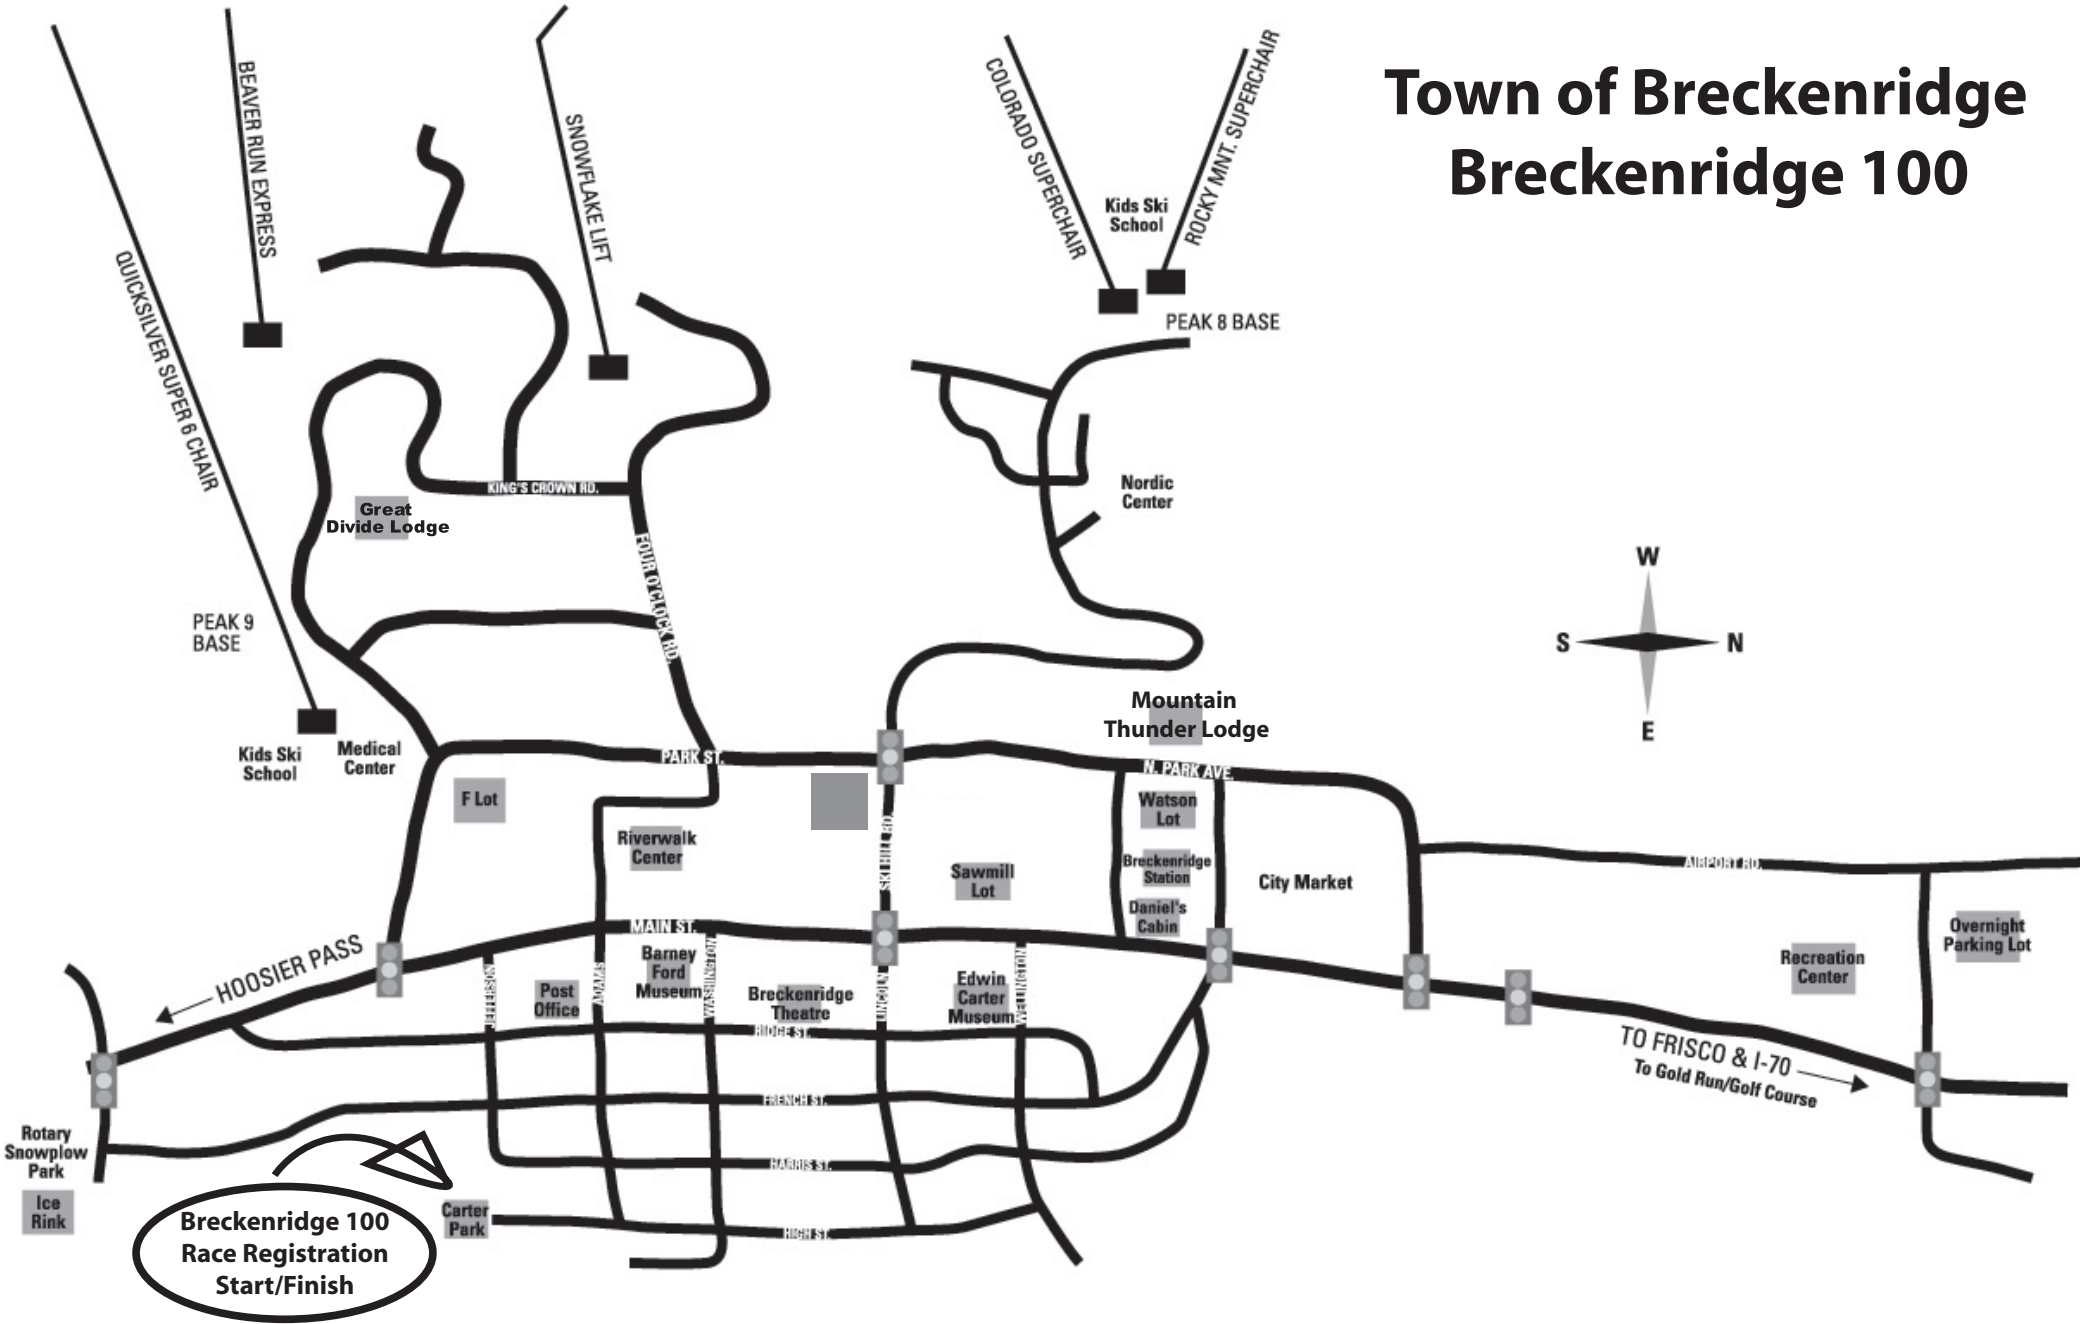 Town of Breckenridge
Breckenridge 100
BEAVER RUN EXPRESS
QUICKSILVER SUPER 6 CHAIR
SNOWFLAKE LIFT
COLORADO SUPERCHAIR
ROCKY MNT. SUPERCHAIR
Kids Ski
School
PEAK 8 BASE
KING'S CROWN RD.
Great
Divide Lodge
FOUR O'CLOCK RD.
Nordic
Center
W
S
N
E
PEAK 9
BASE
Kids Ski
School
Medical
Center
Mountain
Thunder Lodge
PARK ST.
N. PARK AVE.
F Lot
Riverwalk
Center
SKI HILL RD.
Sawmill
Lot
Watson
Lot
Breckenridge
Station
Daniel's
Cabin
City Market
AIRPORT RD.
Overnight
Parking Lot
Recreation
Center
MAIN ST.
HOOSIER PASS
JEFFERSON
Post
Office
ADAMS
Barney
Ford
Museum
WASHINGTON
Breckenridge
Theatre
LINCOLN
Edwin
Carter
Museum
WELLINGTON
RIDGE ST.
TO FRISCO & I-70
To Gold Run/Golf Course
FRENCH ST.
HARRIS ST.
HIGH ST.
Rotary
Snowplow
Park
Ice
Rink
Carter
Park
Breckenridge 100
Race Registration
Start/Finish